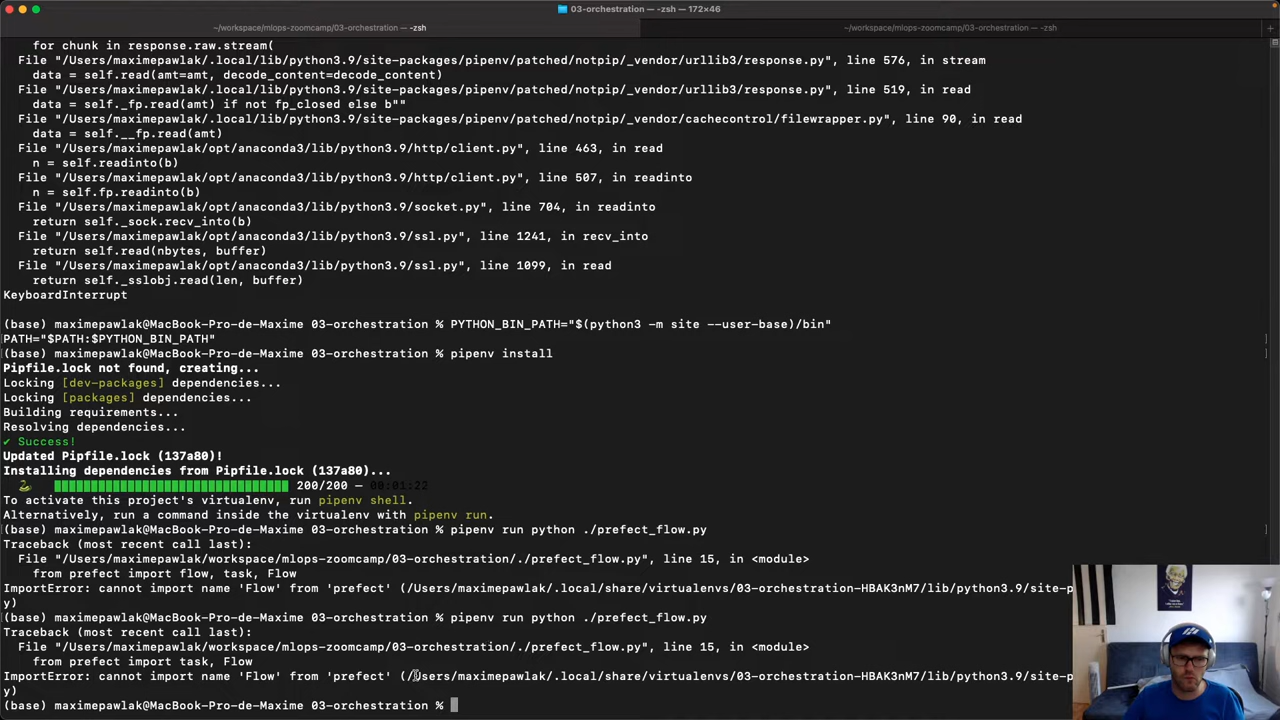 03-orchestration — -zsh — 172×46
~/workspace/mlops-zoomcamp/03-orchestration — -zsh
~/workspace/mlops-zoomcamp/03-orchestration — -zsh
for chunk in response.raw.stream(
File "/Users/maximepawlak/.local/lib/python3.9/site-packages/pipenv/patched/notpip/_vendor/urllib3/response.py", line 576, in stream
data = self.read(amt=amt, decode_content=decode_content)
File "/Users/maximepawlak/.local/lib/python3.9/site-packages/pipenv/patched/notpip/_vendor/urllib3/response.py", line 519, in read
data = self._fp.read(amt) if not fp_closed else b""
File "/Users/maximepawlak/.local/lib/python3.9/site-packages/pipenv/patched/notpip/_vendor/cachecontrol/filewrapper.py", line 90, in read
data = self.__fp.read(amt)
File "/Users/maximepawlak/opt/anaconda3/lib/python3.9/http/client.py", line 463, in read
n = self.readinto(b)
File "/Users/maximepawlak/opt/anaconda3/lib/python3.9/http/client.py", line 507, in readinto
n = self.fp.readinto(b)
File "/Users/maximepawlak/opt/anaconda3/lib/python3.9/socket.py", line 704, in readinto
return self._sock.recv_into(b)
File "/Users/maximepawlak/opt/anaconda3/lib/python3.9/ssl.py", line 1241, in recv_into
return self.read(nbytes, buffer)
File "/Users/maximepawlak/opt/anaconda3/lib/python3.9/ssl.py", line 1099, in read
return self._sslobj.read(len, buffer)
KeyboardInterrupt
(base) maximepawlak@MacBook-Pro-de-Maxime 03-orchestration % PYTHON_BIN_PATH="$(python3 -m site --user-base)/bin"
PATH="$PATH:$PYTHON_BIN_PATH"
(base) maximepawlak@MacBook-Pro-de-Maxime 03-orchestration % pipenv install
Pipfile.lock not found, creating...
Locking [dev-packages] dependencies...
Locking [packages] dependencies...
Building requirements...
Resolving dependencies...
✔ Success!
Updated Pipfile.lock (137a80)!
Installing dependencies from Pipfile.lock (137a80)...
200/200 — 00:01:22
To activate this project's virtualenv, run pipenv shell.
Alternatively, run a command inside the virtualenv with pipenv run.
(base) maximepawlak@MacBook-Pro-de-Maxime 03-orchestration % pipenv run python ./prefect_flow.py
Traceback (most recent call last):
File "/Users/maximepawlak/workspace/mlops-zoomcamp/03-orchestration/./prefect_flow.py", line 15, in <module>
from prefect import flow, task, Flow
ImportError: cannot import name 'Flow' from 'prefect' (/Users/maximepawlak/.local/share/virtualenvs/03-orchestration-HBAK3nM7/lib/python3.9/site-p
y)
(base) maximepawlak@MacBook-Pro-de-Maxime 03-orchestration % pipenv run python ./prefect_flow.py
Traceback (most recent call last):
File "/Users/maximepawlak/workspace/mlops-zoomcamp/03-orchestration/./prefect_flow.py", line 15, in <module>
from prefect import task, Flow
ImportError: cannot import name 'Flow' from 'prefect' (/Users/maximepawlak/.local/share/virtualenvs/03-orchestration-HBAK3nM7/lib/python3.9/site-p
y)
(base) maximepawlak@MacBook-Pro-de-Maxime 03-orchestration %